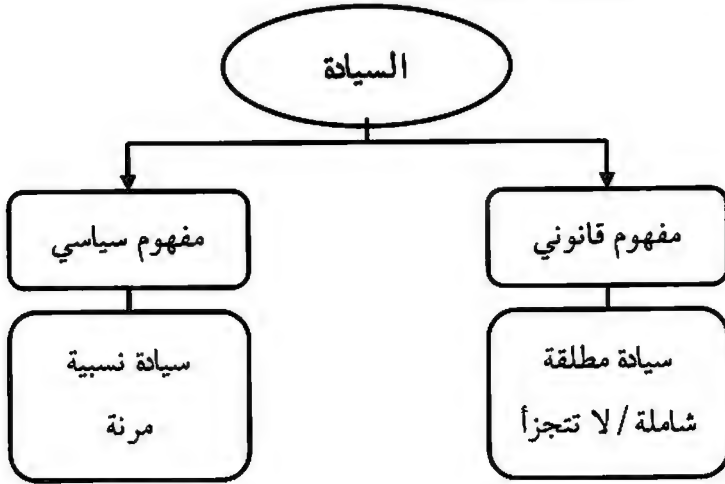 السيادة
مفهوم قانوني
مفهوم سياسي
سيادة مطلقة
شاملة / لا تتجزأ
سيادة نسبية
مرنة